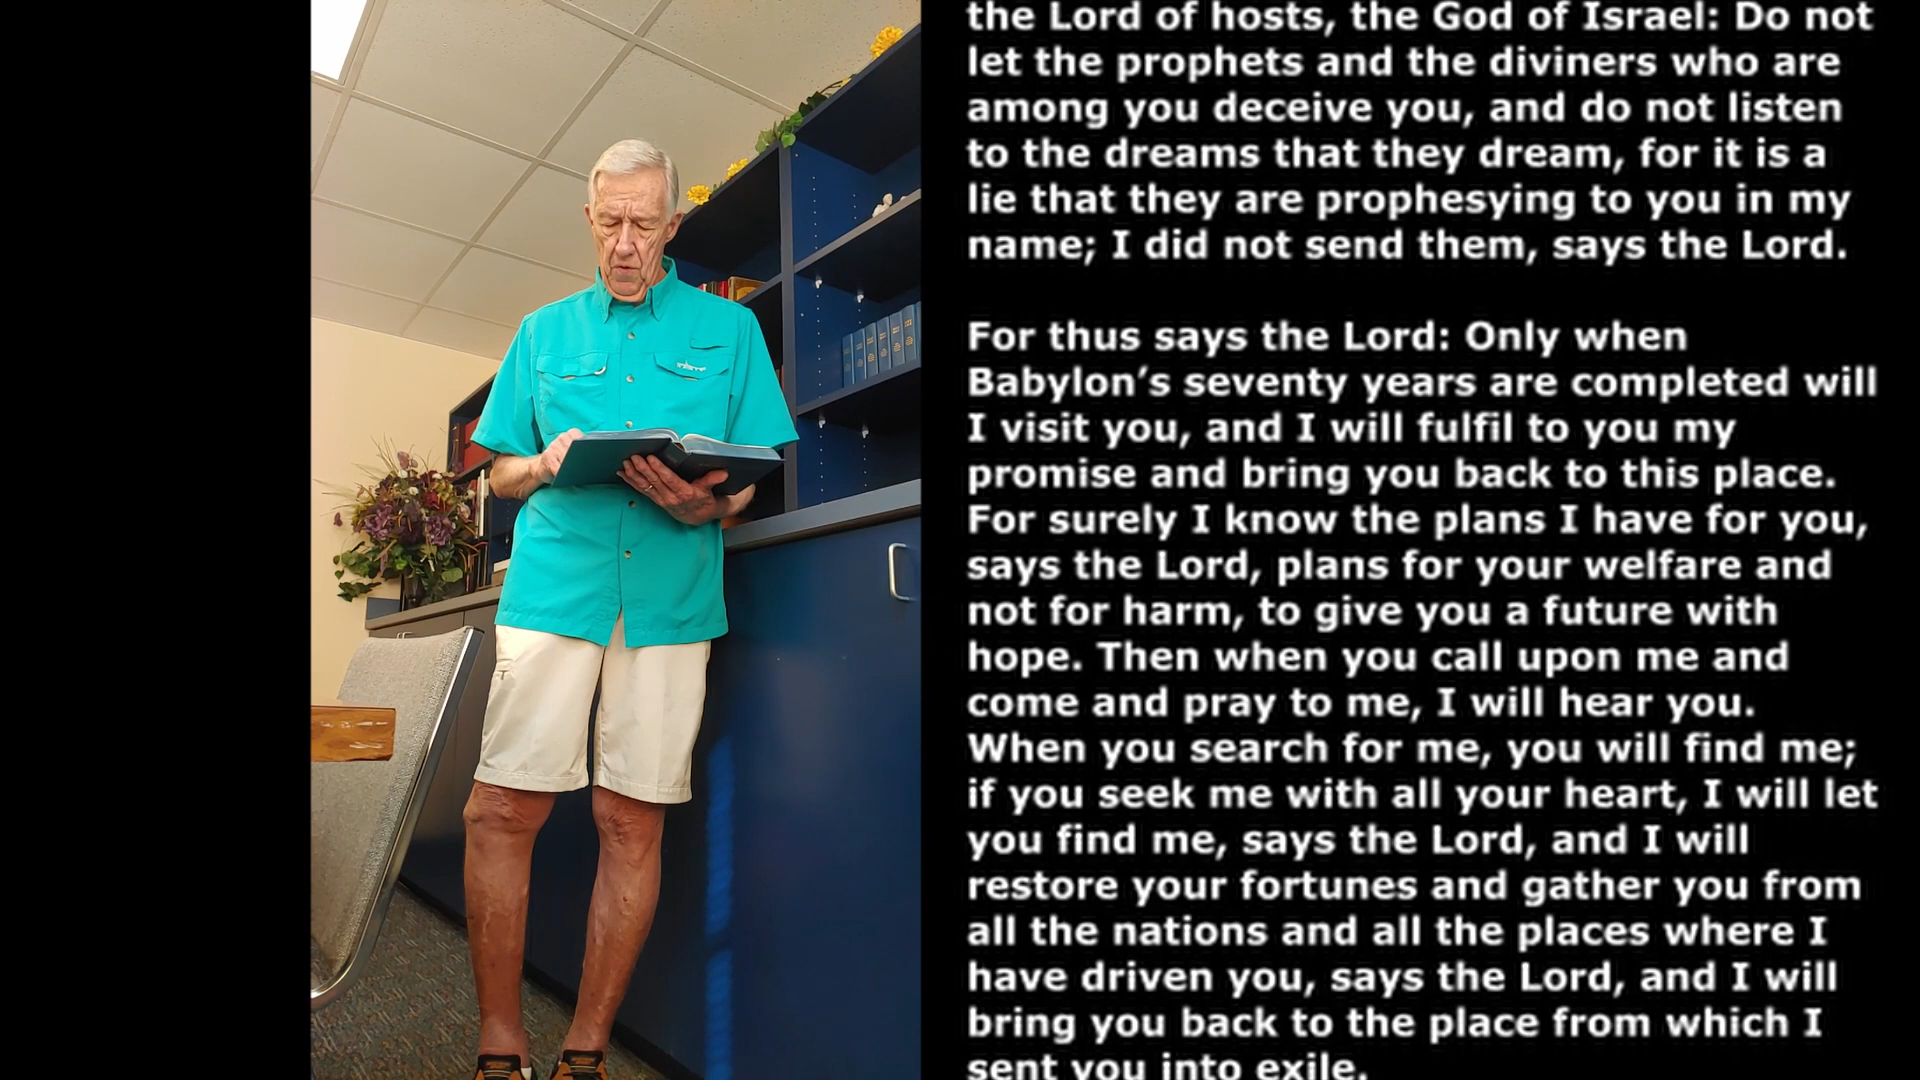 the Lord of hosts, the God of Israel: Do not
let the prophets and the diviners who are
among you deceive you, and do not listen
to the dreams that they dream, for it is a
lie that they are prophesying to you in my
name; I did not send them, says the Lord.
For thus says the Lord: Only when
Babylon’s seventy years are completed will
I visit you, and I will fulfil to you my
promise and bring you back to this place.
For surely I know the plans I have for you,
says the Lord, plans for your welfare and
not for harm, to give you a future with
hope. Then when you call upon me and
come and pray to me, I will hear you.
When you search for me, you will find me;
if you seek me with all your heart, I will let
you find me, says the Lord, and I will
restore your fortunes and gather you from
all the nations and all the places where I
have driven you, says the Lord, and I will
bring you back to the place from which I
sent you into exile.